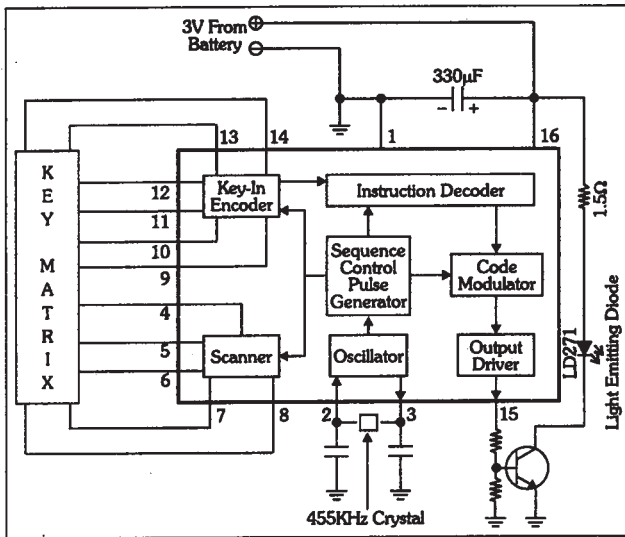 3V From
Battery
330µF
13
14
1
16
KEY MATRIX
12
11
10
9
4
5
6
7
8
2
3
15
Key-In
Encoder
Instruction Decoder
Sequence
Control
Pulse
Generator
Code
Modulator
Scanner
Oscillator
Output
Driver
1.5Ω
LD271
Light Emitting Diode
455KHz Crystal